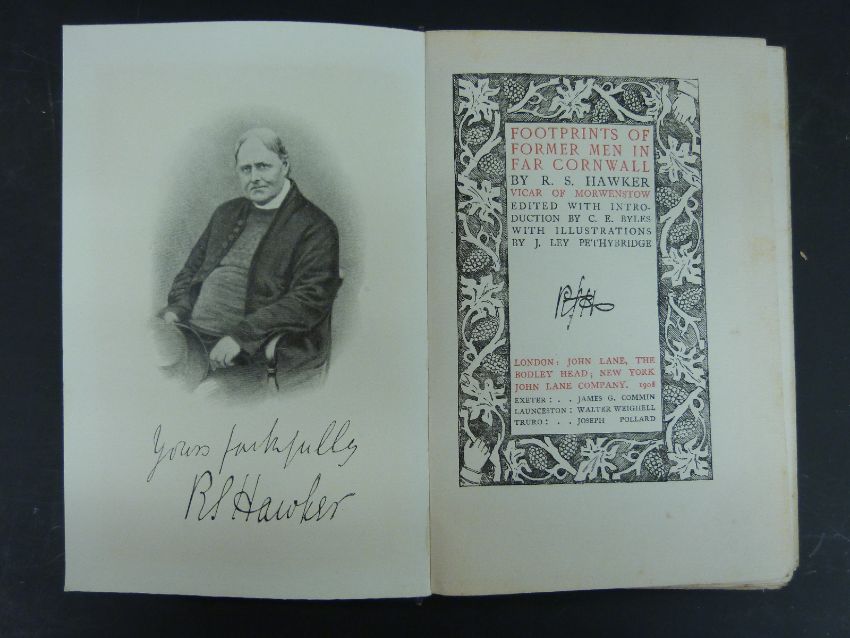 Yours faithfully
R S Hawker
FOOTPRINTS OF
FORMER MEN IN
FAR CORNWALL
BY R. S. HAWKER
VICAR OF MORWENSTOW
EDITED WITH INTRO-
DUCTION BY C. E. BYLES
WITH ILLUSTRATIONS
BY J. LEY PETHYBRIDGE
RSH
LONDON: JOHN LANE, THE
BODLEY HEAD; NEW YORK
JOHN LANE COMPANY. 1908
EXETER: . . JAMES G. COMMIN
LAUNCESTON: WALTER WEIGHELL
TRURO: . . JOSEPH POLLARD